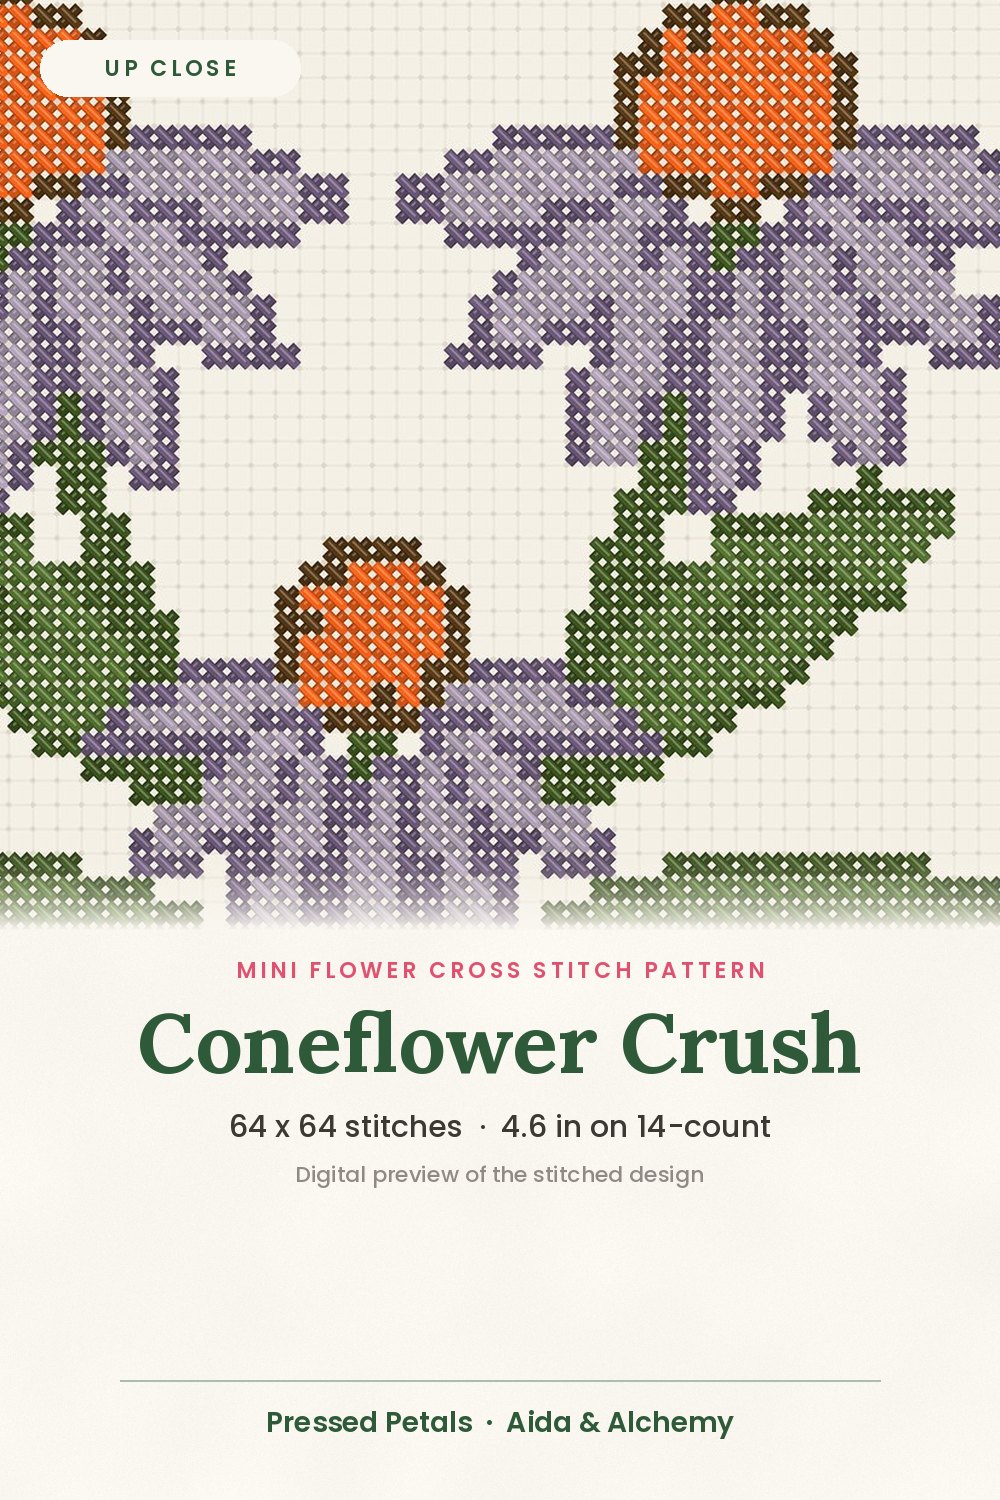 UP CLOSE
MINI FLOWER CROSS STITCH PATTERN
Coneflower Crush
64 x 64 stitches · 4.6 in on 14-count
Digital preview of the stitched design
Pressed Petals · Aida & Alchemy